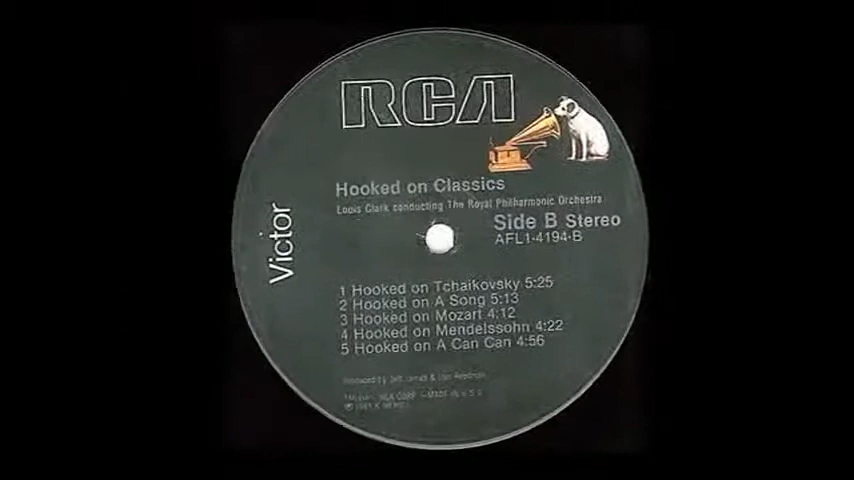 RCA
Hooked on Classics
Louis Clark conducting The Royal Philharmonic Orchestra
Side B Stereo
AFL1-4194-B
Victor
1 Hooked on Tchaikovsky 5:25
2 Hooked on A Song 5:13
3 Hooked on Mozart 4:12
4 Hooked on Mendelssohn 4:22
5 Hooked on A Can Can 4:56
Produced by